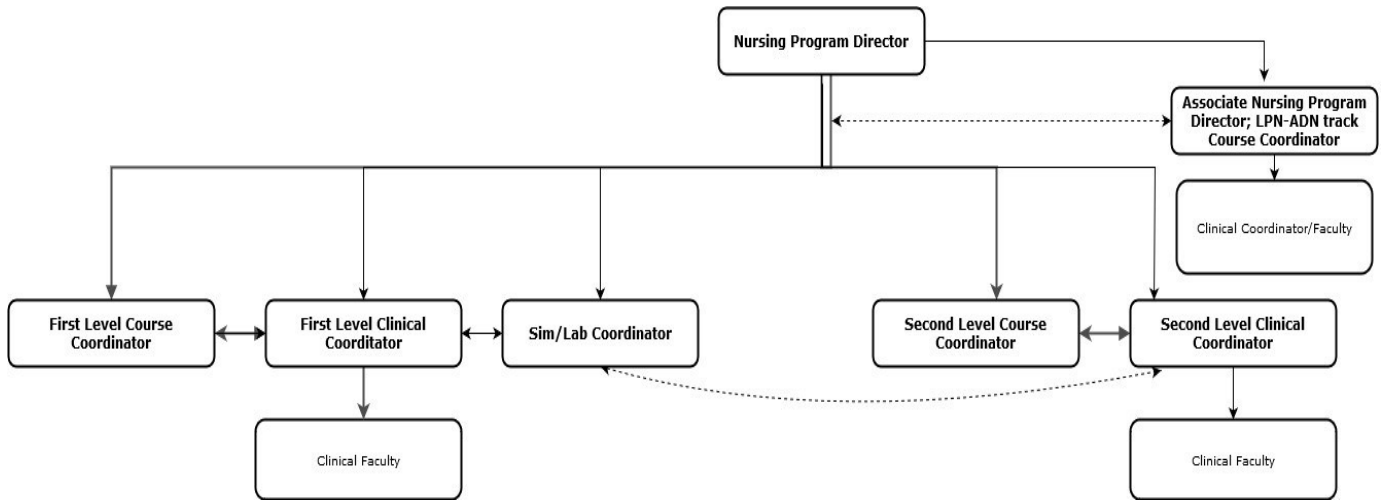 Nursing Program Director
Associate Nursing Program
Director; LPN-ADN track
Course Coordinator
Clinical Coordinator/Faculty
First Level Course
Coordinator
First Level Clinical
Coorditator
Sim/Lab Coordinator
Second Level Course
Coordinator
Second Level Clinical
Coordinator
Clinical Faculty
Clinical Faculty